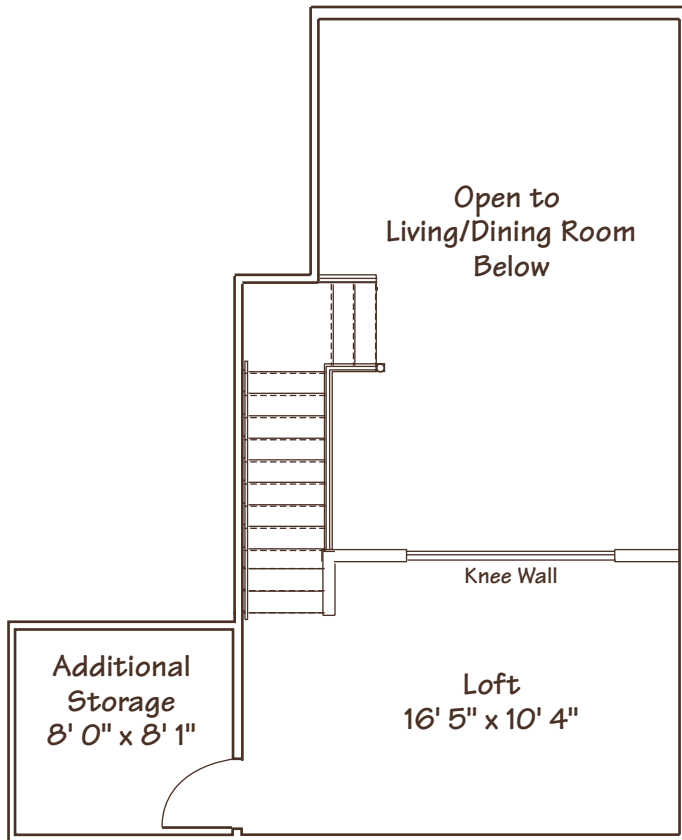 Open to
Living/Dining Room
Below
Knee Wall
Additional
Storage
8' 0" x 8' 1"
Loft
16' 5" x 10' 4"